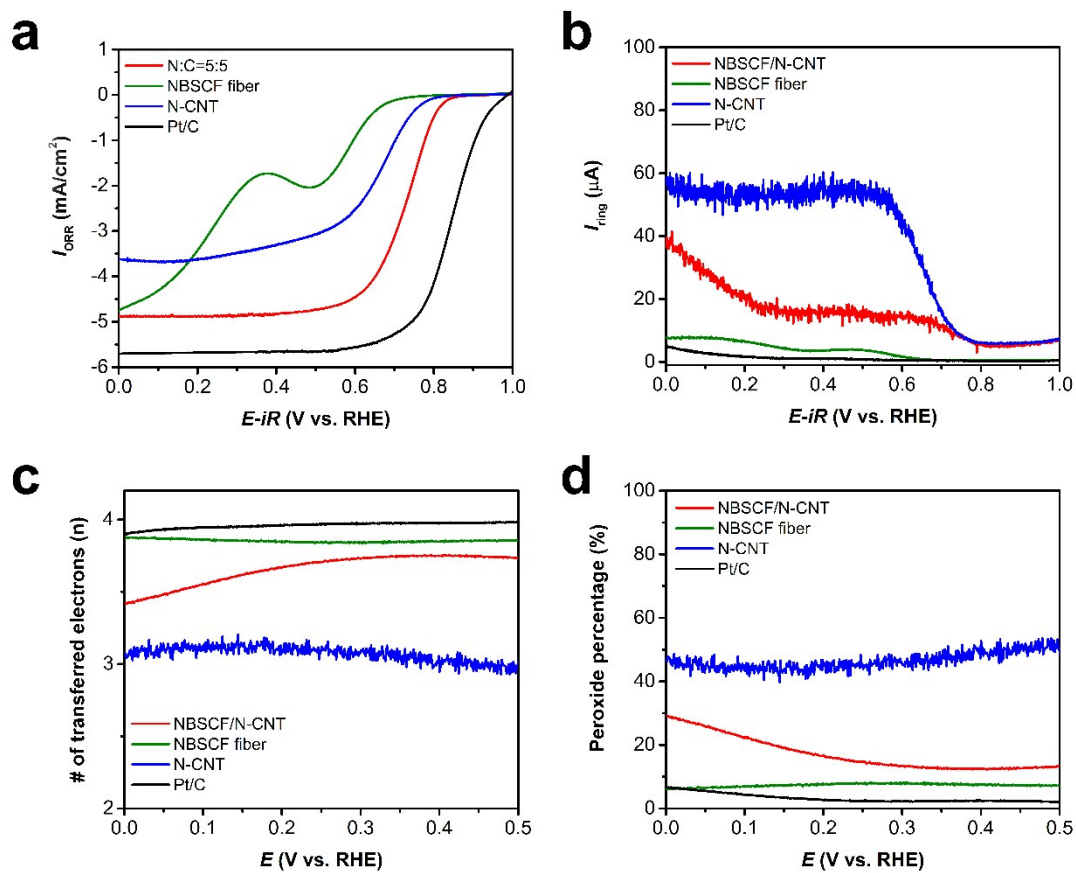 a
1
0
-1
-2
-3
-4
-5
-6
I_ORR (mA/cm²)
N:C=5:5
NBSCF fiber
N-CNT
Pt/C
0.0 0.2 0.4 0.6 0.8 1.0
E-iR (V vs. RHE)
b
100
80
60
40
20
0
I_ring (μA)
NBSCF/N-CNT
NBSCF fiber
N-CNT
Pt/C
0.0 0.2 0.4 0.6 0.8 1.0
E-iR (V vs. RHE)
c
4
3
2
# of transferred electrons (n)
NBSCF/N-CNT
NBSCF fiber
N-CNT
Pt/C
0.0 0.1 0.2 0.3 0.4 0.5
E (V vs. RHE)
d
100
80
60
40
20
0
Peroxide percentage (%)
NBSCF/N-CNT
NBSCF fiber
N-CNT
Pt/C
0.0 0.1 0.2 0.3 0.4 0.5
E (V vs. RHE)